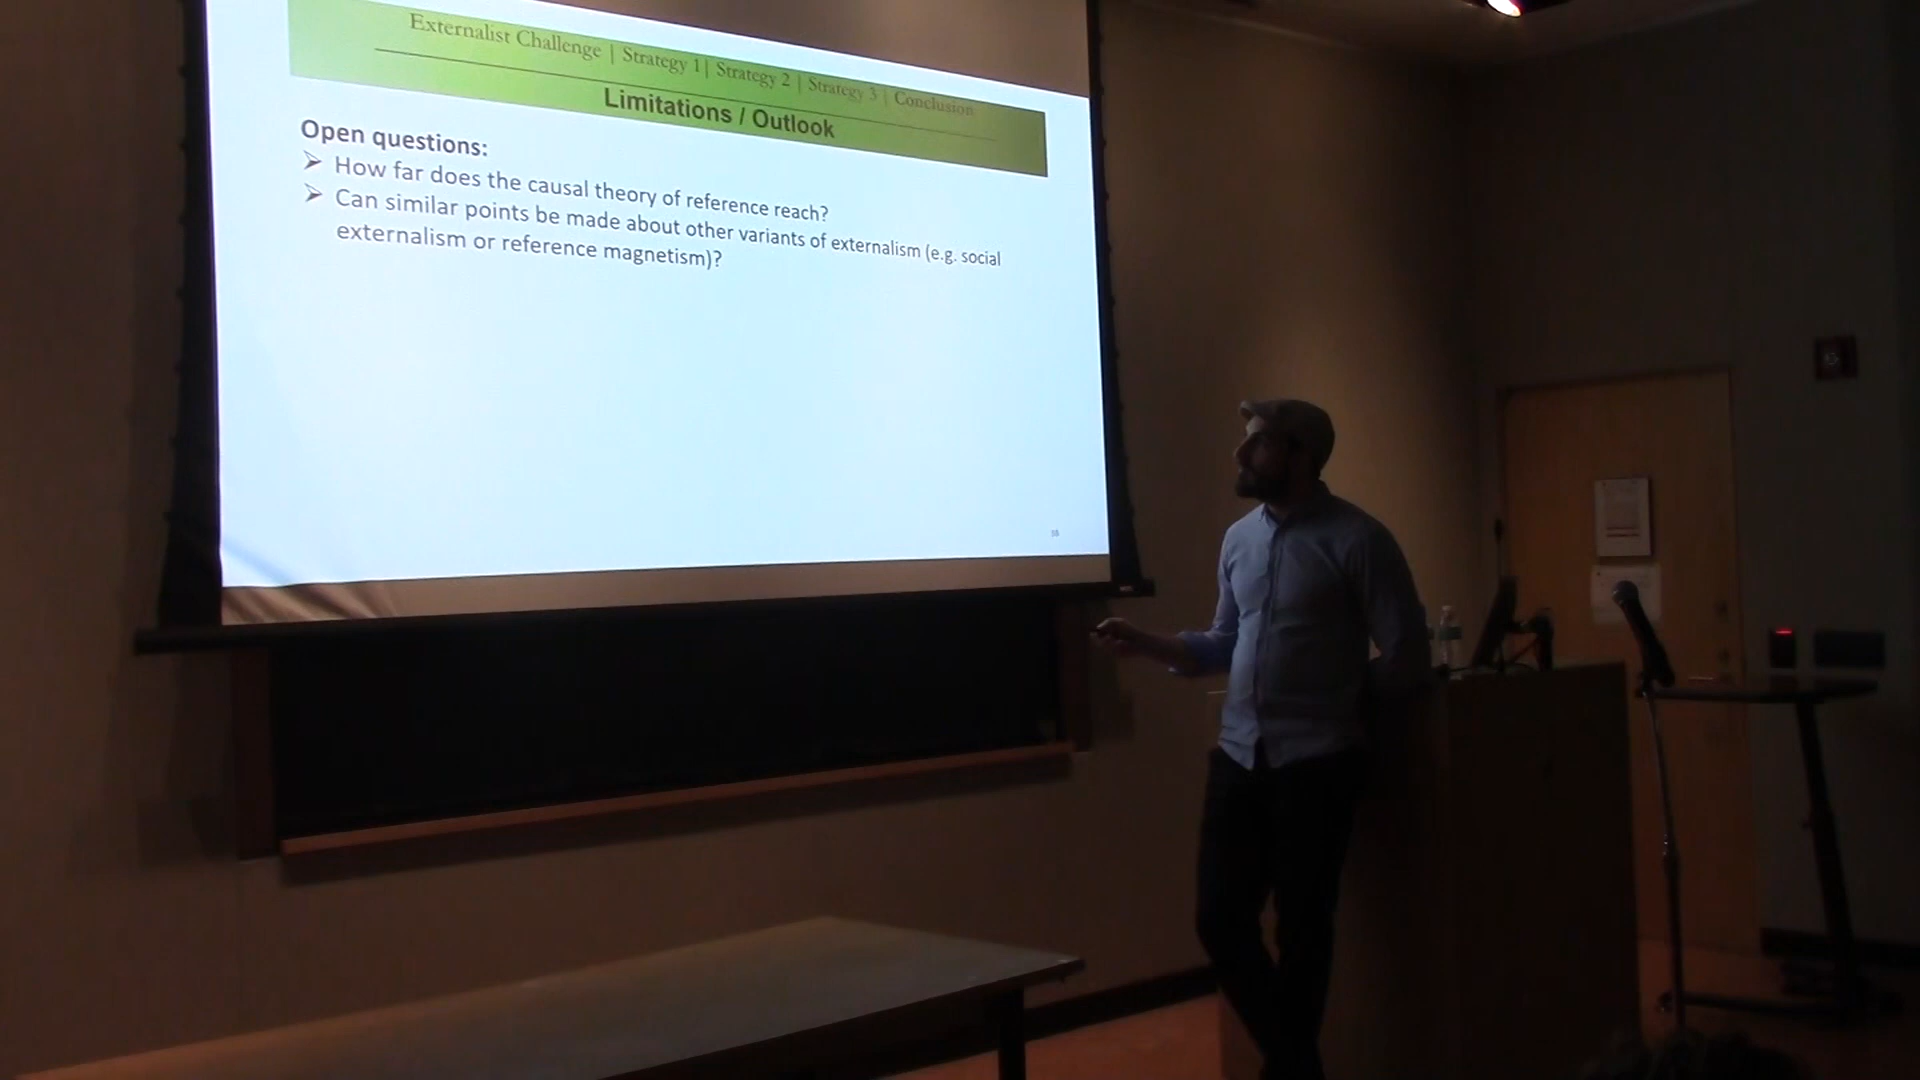 Externalist Challenge | Strategy 1| Strategy 2 | Strategy 3 | Conclusion
Limitations / Outlook
Open questions:
➢ How far does the causal theory of reference reach?
➢ Can similar points be made about other variants of externalism (e.g. social
externalism or reference magnetism)?